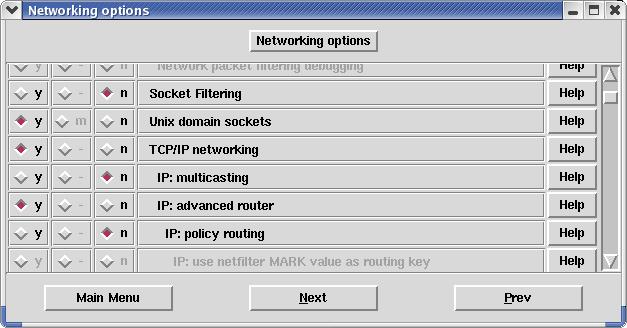 Networking options
Networking options
y - n Network packet filtering debugging Help
y - n Socket Filtering Help
y m n Unix domain sockets Help
y - n TCP/IP networking Help
y - n IP: multicasting Help
y - n IP: advanced router Help
y - n IP: policy routing Help
y - n IP: use netfilter MARK value as routing key Help
Main Menu Next Prev